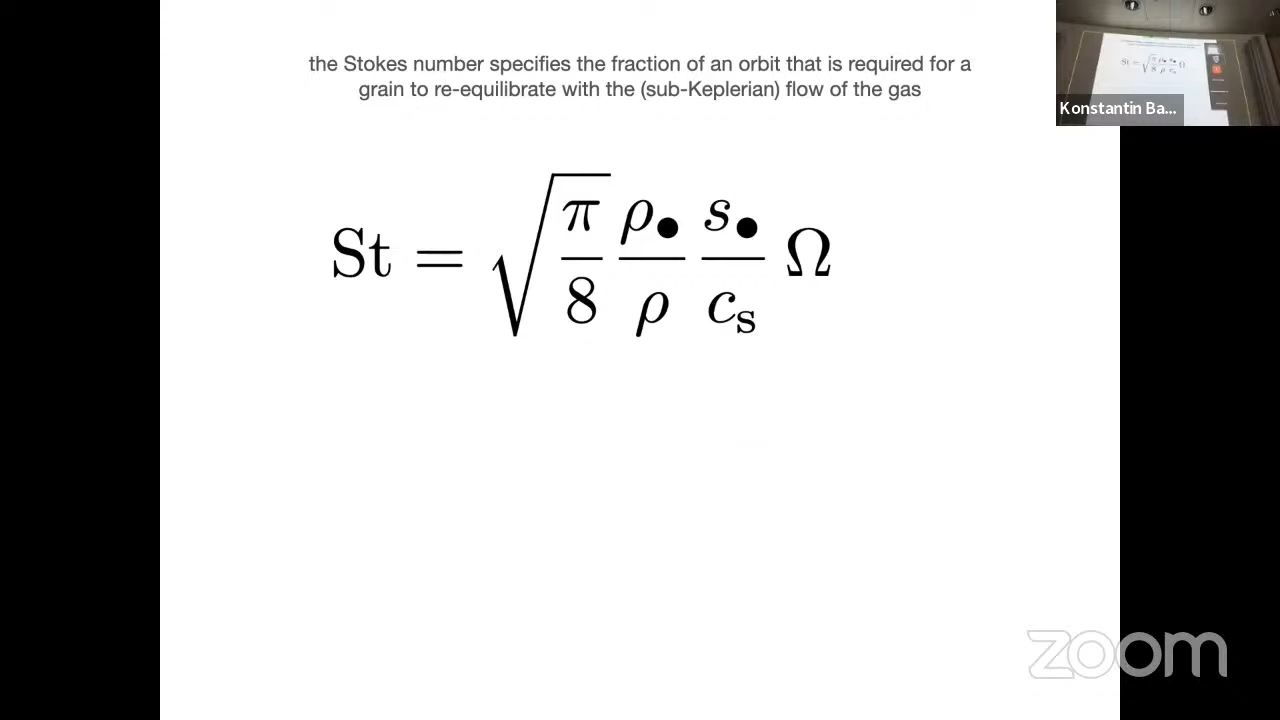 the Stokes number specifies the fraction of an orbit that is required for a
grain to re-equilibrate with the (sub-Keplerian) flow of the gas
St = √(π/8) ρ●/ρ s●/c_s Ω
Konstantin Ba...
zoom